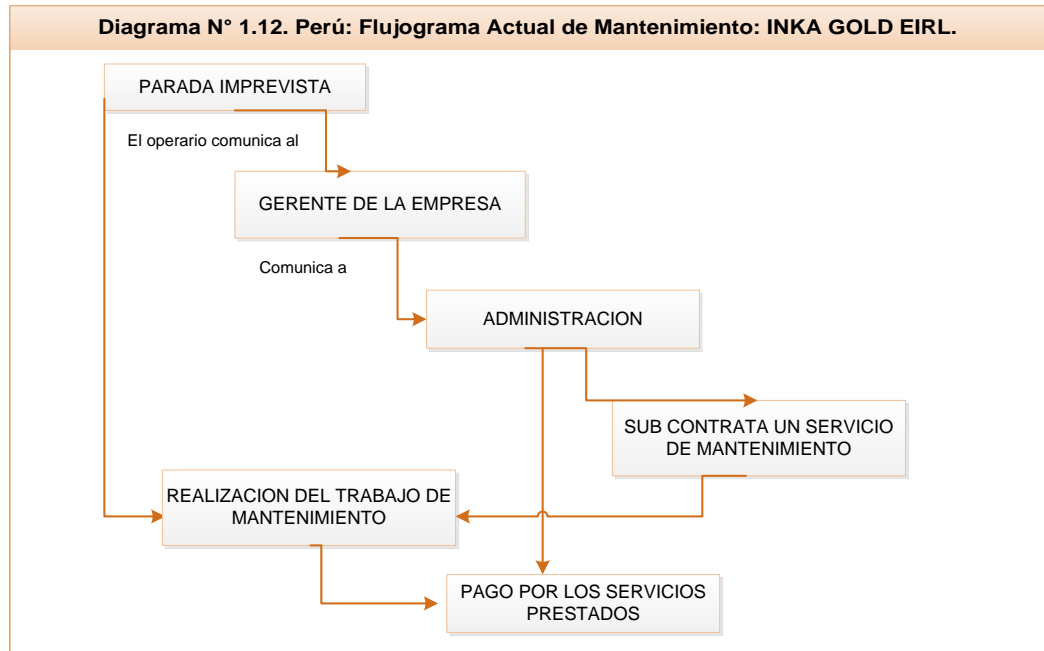 Diagrama N° 1.12. Perú: Flujograma Actual de Mantenimiento: INKA GOLD EIRL.
PARADA IMPREVISTA
El operario comunica al
GERENTE DE LA EMPRESA
Comunica a
ADMINISTRACION
SUB CONTRATA UN SERVICIO
DE MANTENIMIENTO
REALIZACION DEL TRABAJO DE
MANTENIMIENTO
PAGO POR LOS SERVICIOS
PRESTADOS